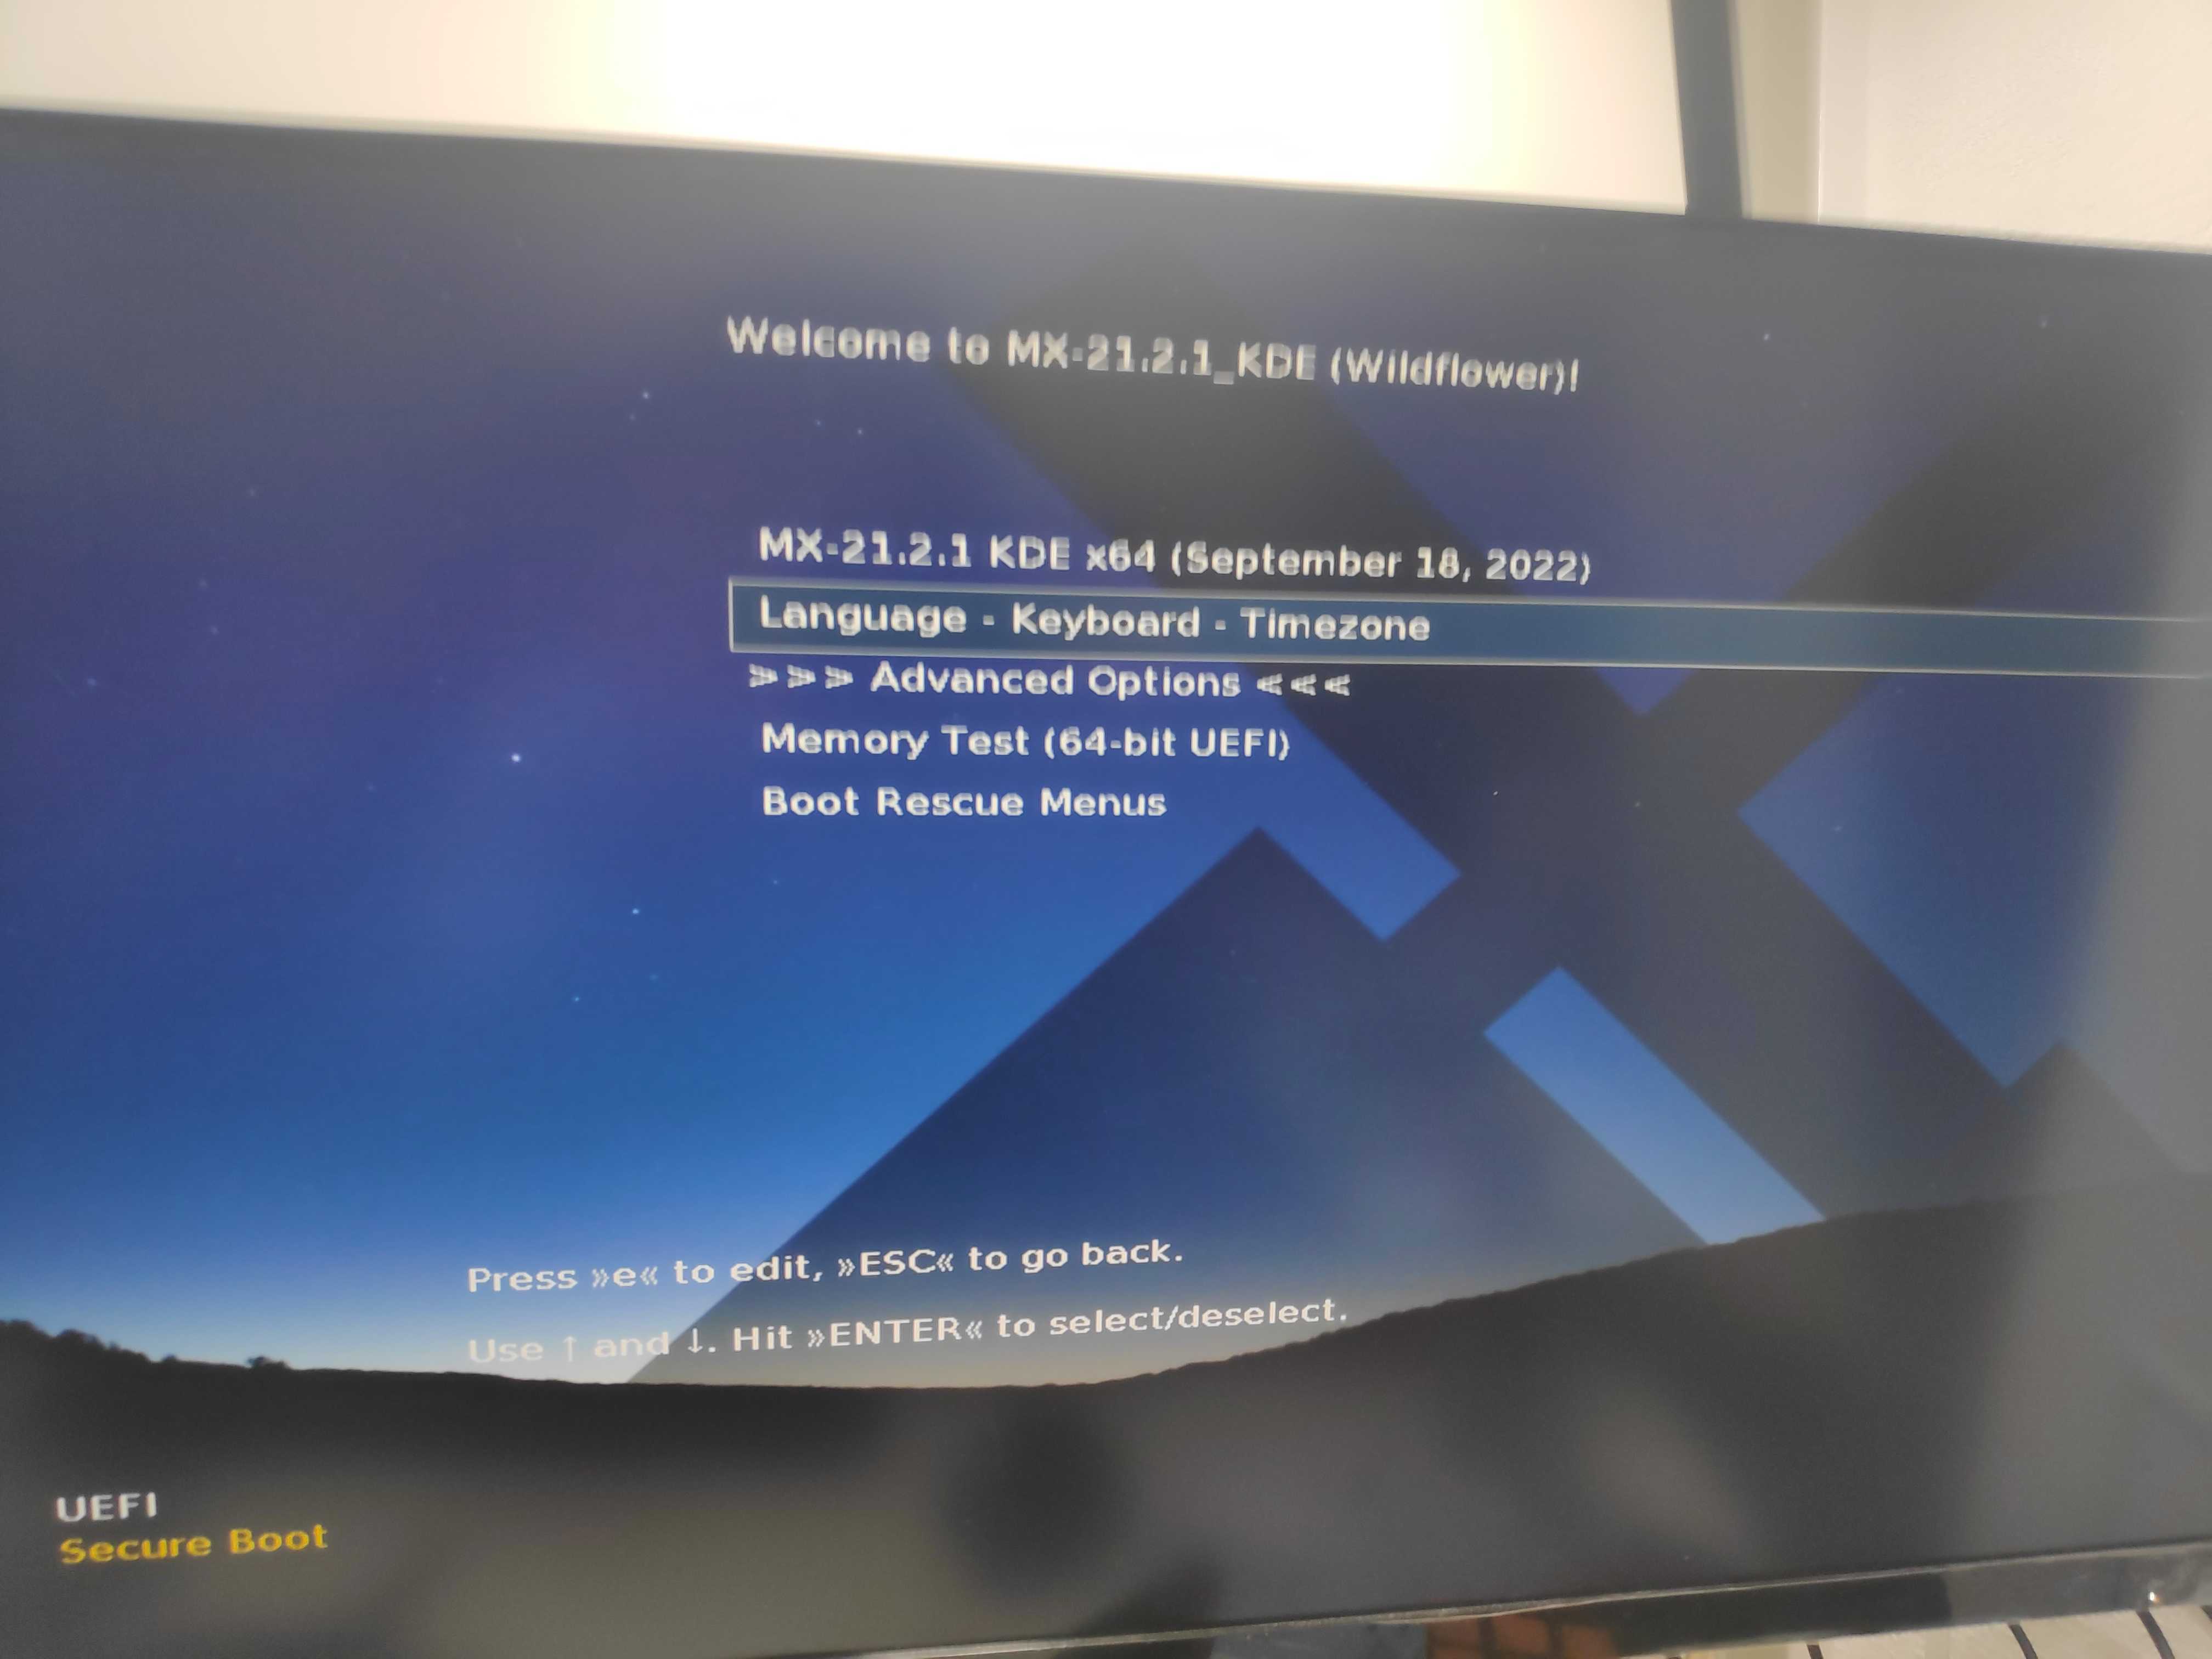 Welcome to MX-21.2.1_KDE (Wildflower)!
MX-21.2.1 KDE x64 (September 18, 2022)
Language - Keyboard - Timezone
>>> Advanced Options <<<
Memory Test (64-bit UEFI)
Boot Rescue Menus
Press »e« to edit, »ESC« to go back.
Use ↑ and ↓. Hit »ENTER« to select/deselect.
UEFI
Secure Boot